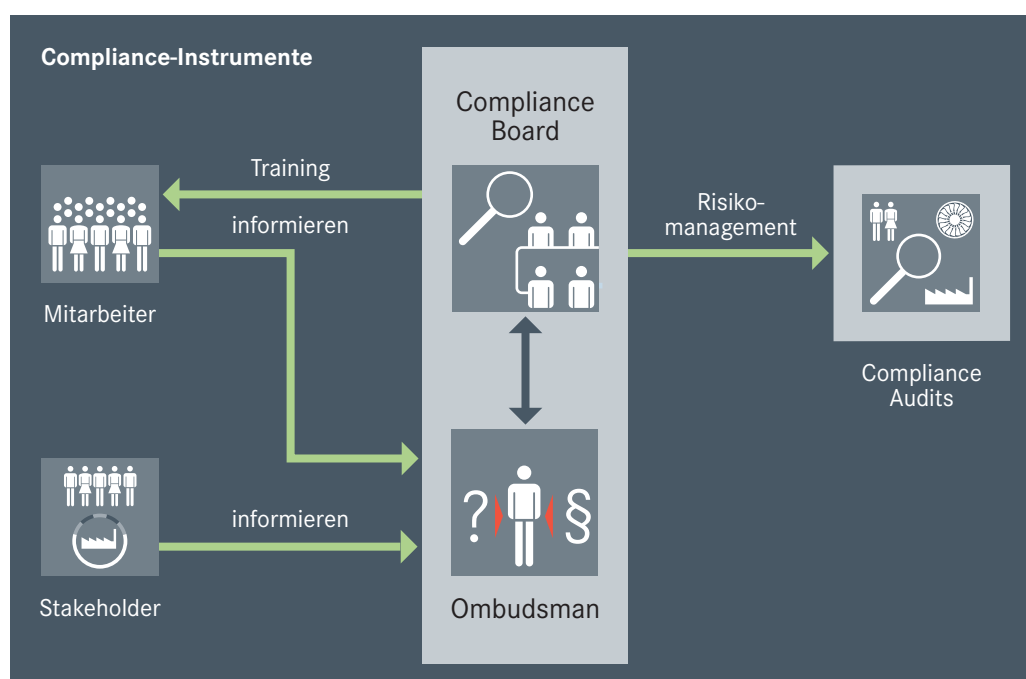 Compliance-Instrumente
Compliance
Board
Training
informieren
Mitarbeiter
Risiko-
management
Compliance
Audits
informieren
Stakeholder
? §
Ombudsman